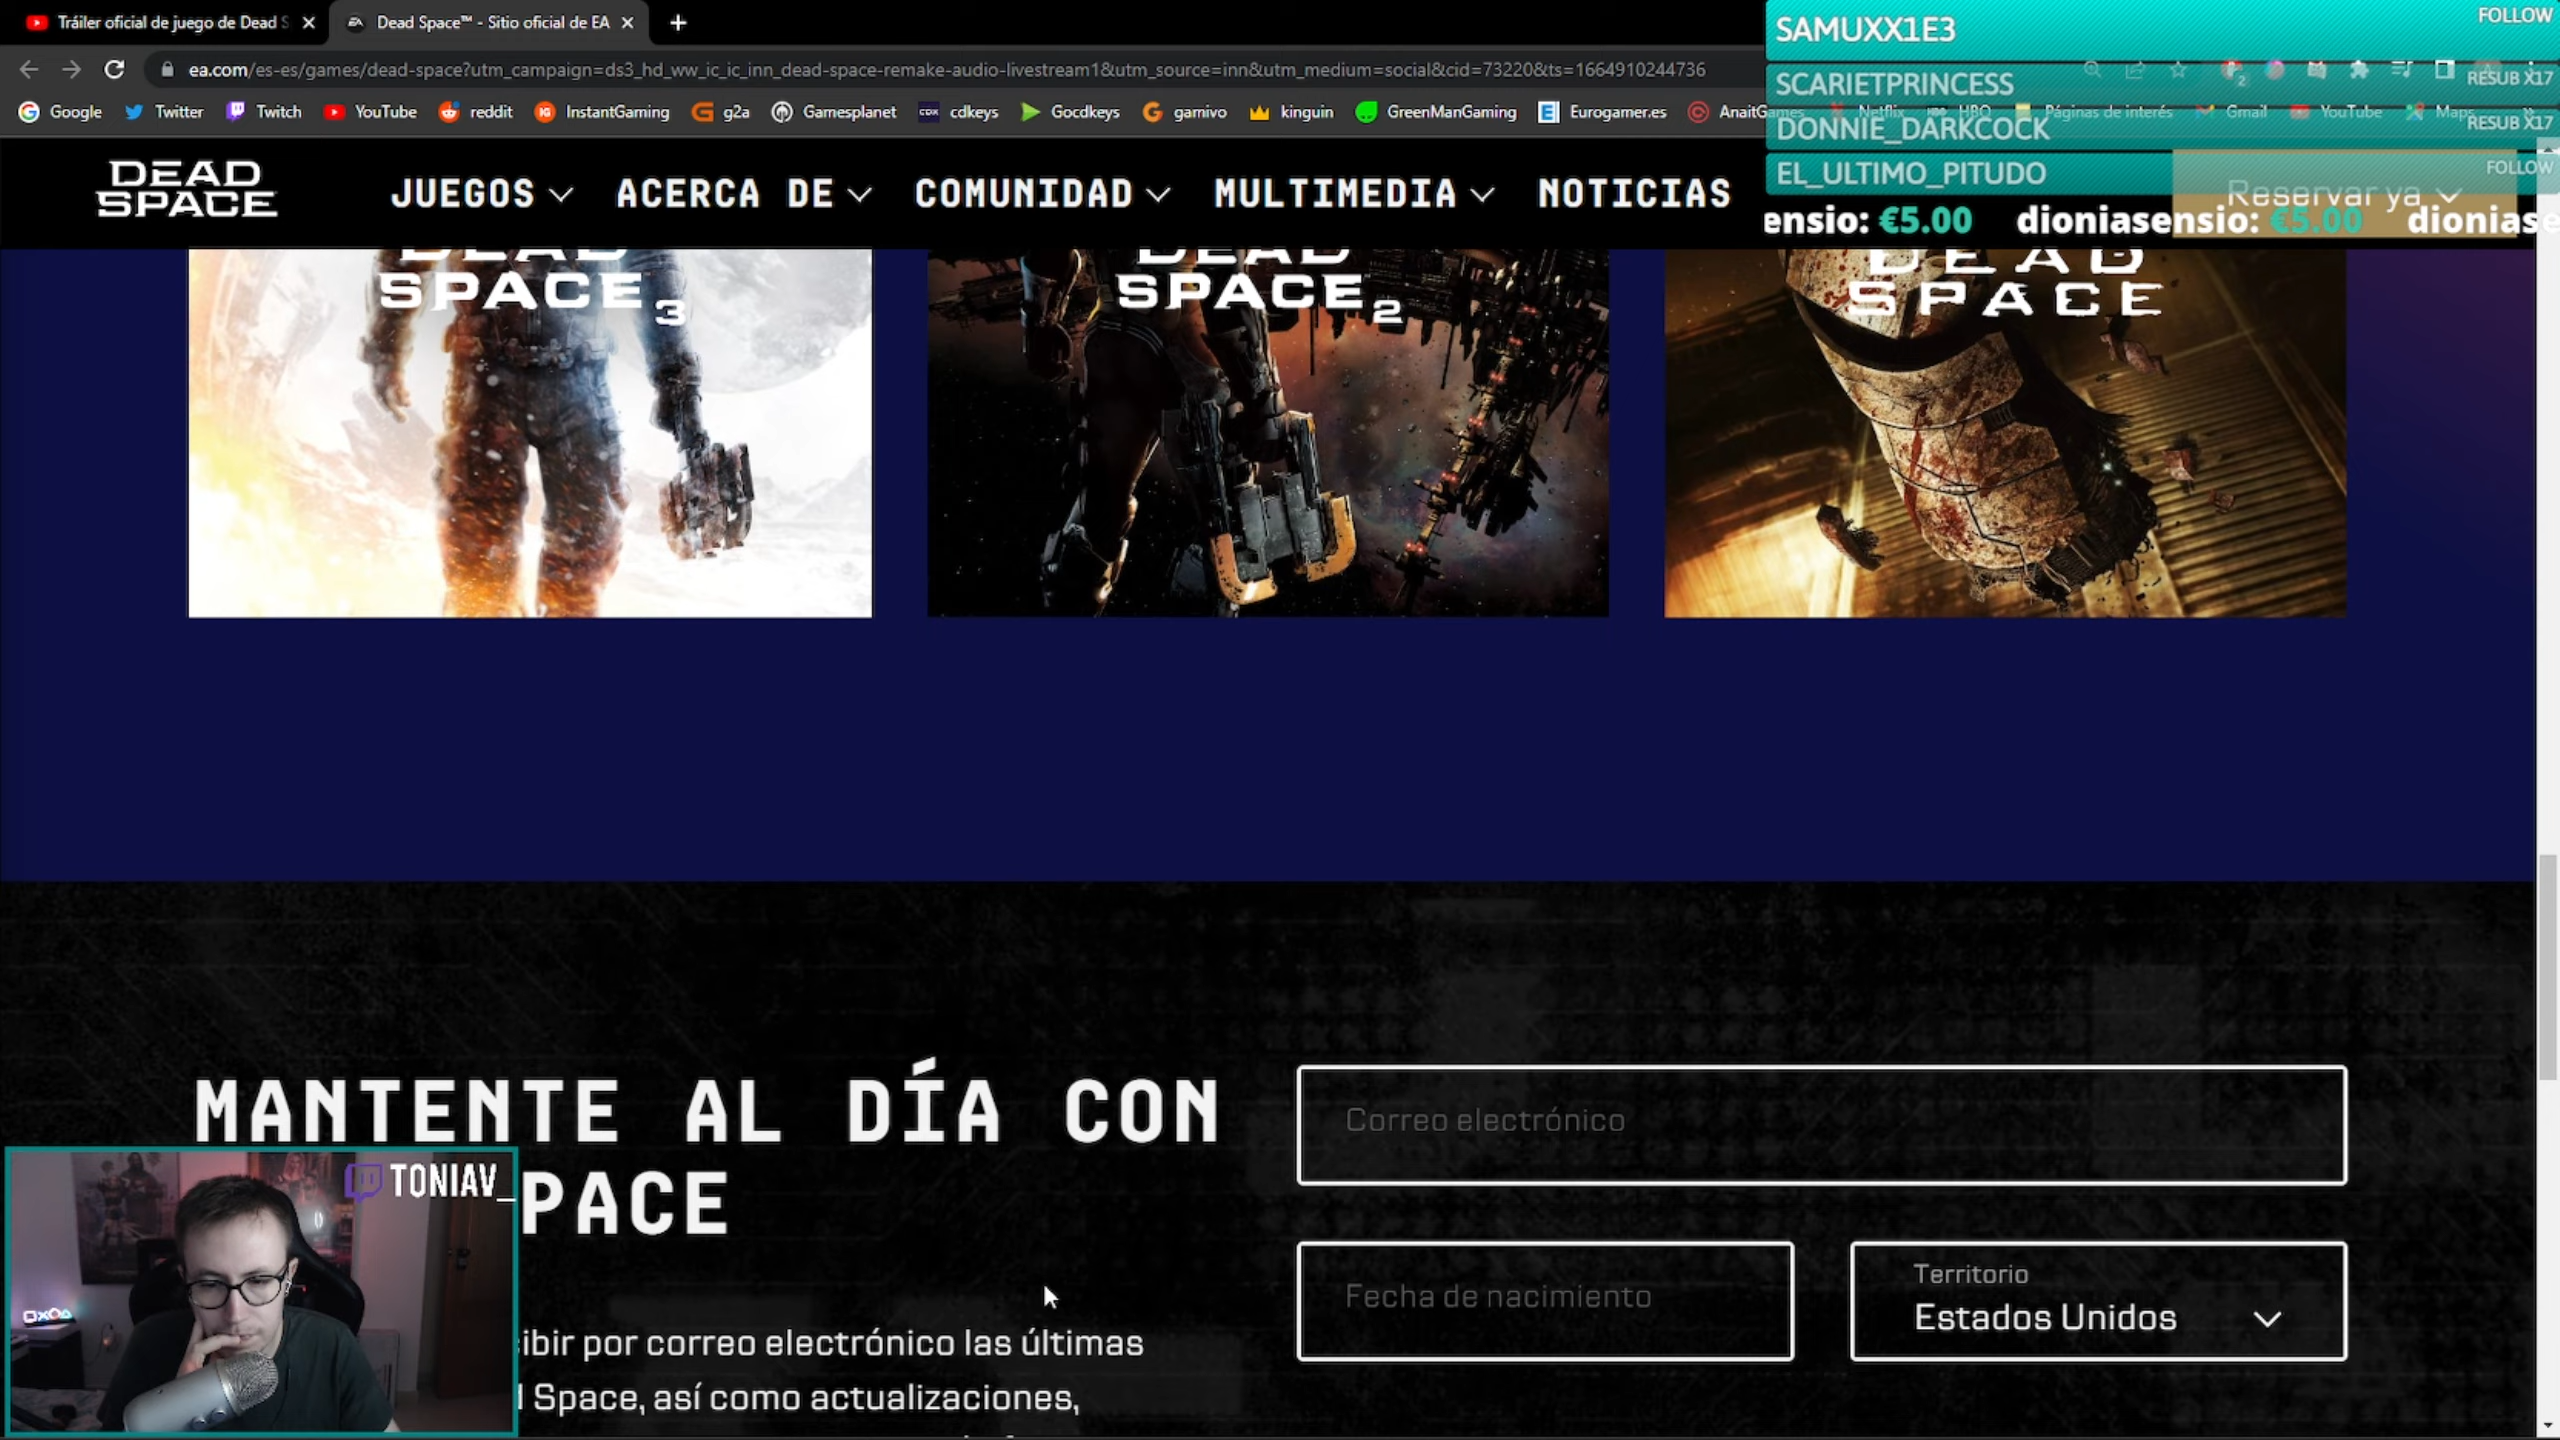 Tráiler oficial de juego de Dead S
Dead Space™ - Sitio oficial de EA
ea.com/es-es/games/dead-space?utm_campaign=ds3_hd_ww_ic_ic_inn_dead-space-remake-audio-livestream1&utm_source=inn&utm_medium=social&cid=73220&ts=1664910244736
Google Twitter Twitch YouTube reddit InstantGaming g2a Gamesplanet cdkeys Gocdkeys gamivo kinguin GreenManGaming Eurogamer.es AnaitGames Netflix HBO Páginas de interés Gmail YouTube Maps
SAMUXX1E3 FOLLOW
SCARIETPRINCESS RESUB X17
DONNIE_DARKCOCK RESUB X17
EL_ULTIMO_PITUDO FOLLOW
ensio: €5.00 dioniasensio: €5.00 dioniase
DEAD
SPACE
JUEGOS ACERCA DE COMUNIDAD MULTIMEDIA NOTICIAS
Reservar ya
DEAD
SPACE 3
DEAD
SPACE 2
DEAD
SPACE
MANTENTE AL DÍA CON
PACE
ibir por correo electrónico las últimas
d Space, así como actualizaciones,
Correo electrónico
Fecha de nacimiento
Territorio
Estados Unidos
TONIAV_